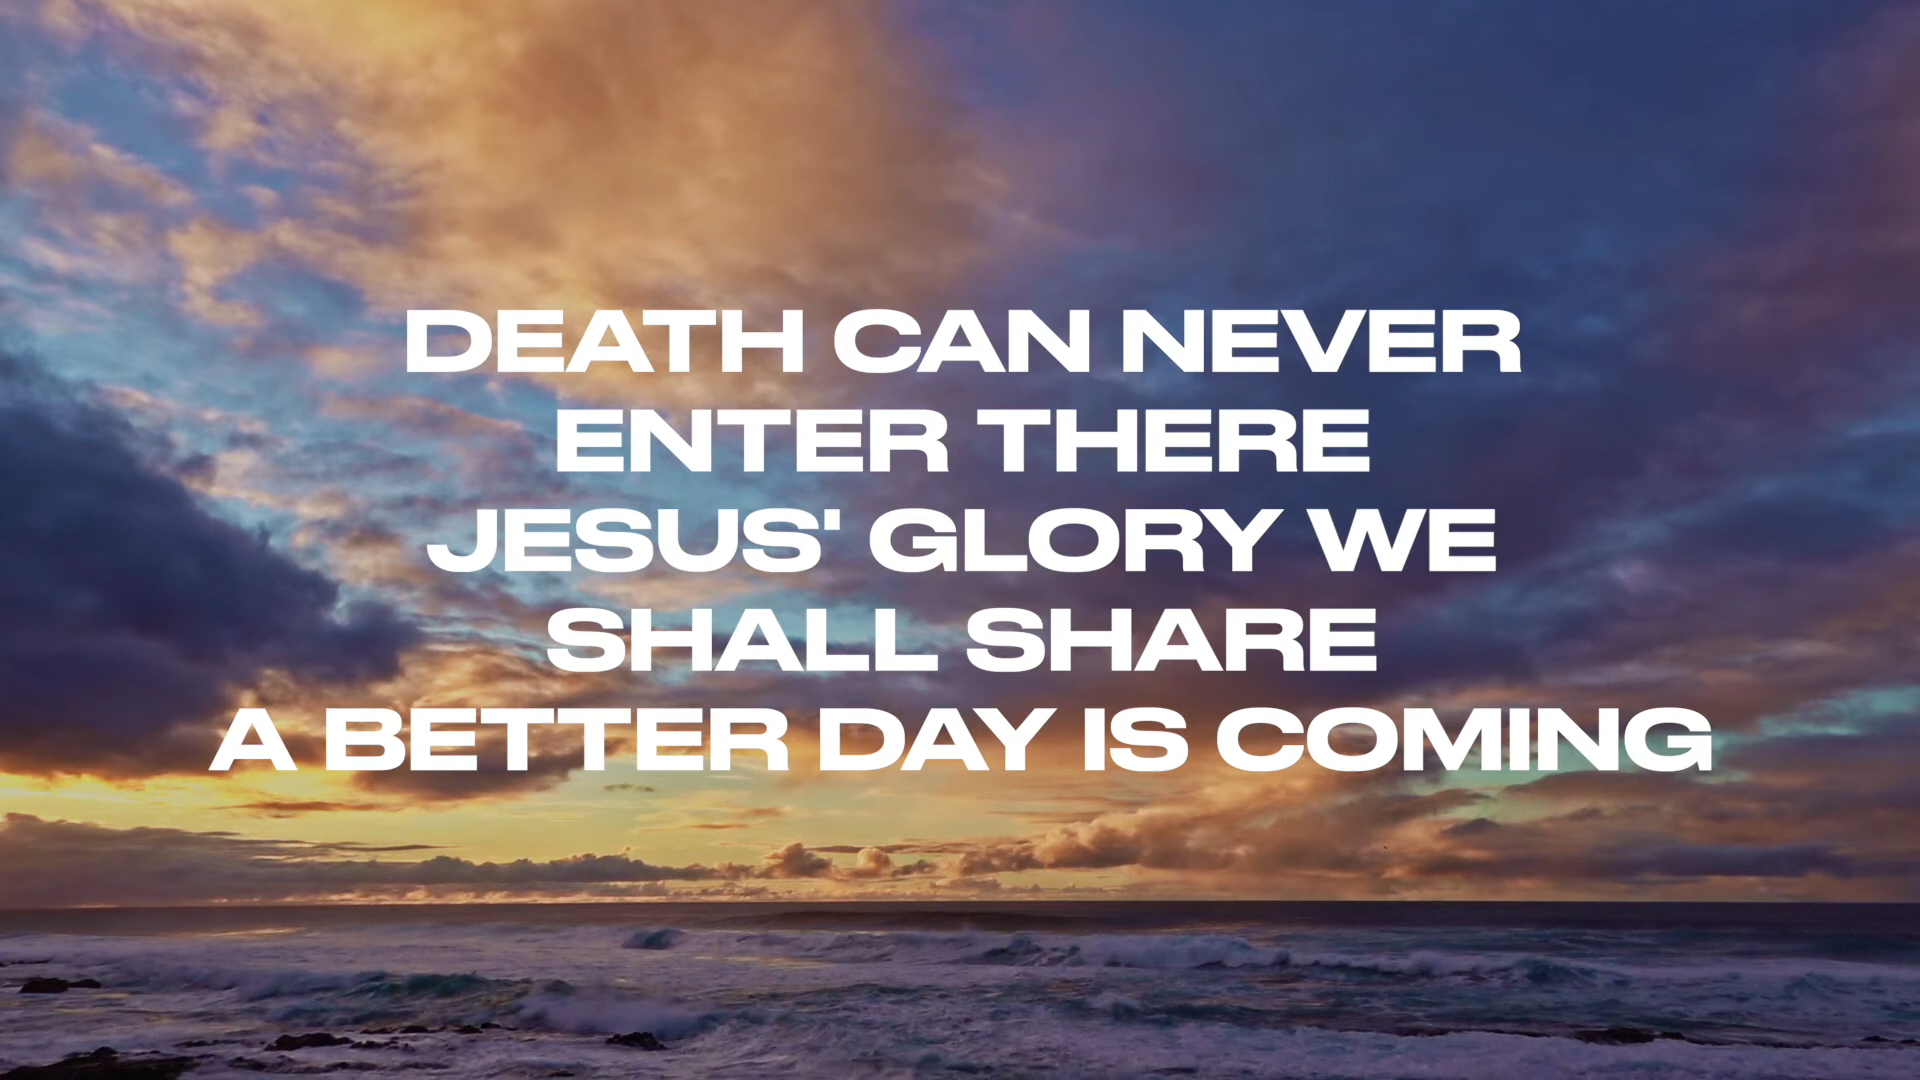 DEATH CAN NEVER
ENTER THERE
JESUS' GLORY WE
SHALL SHARE
A BETTER DAY IS COMING